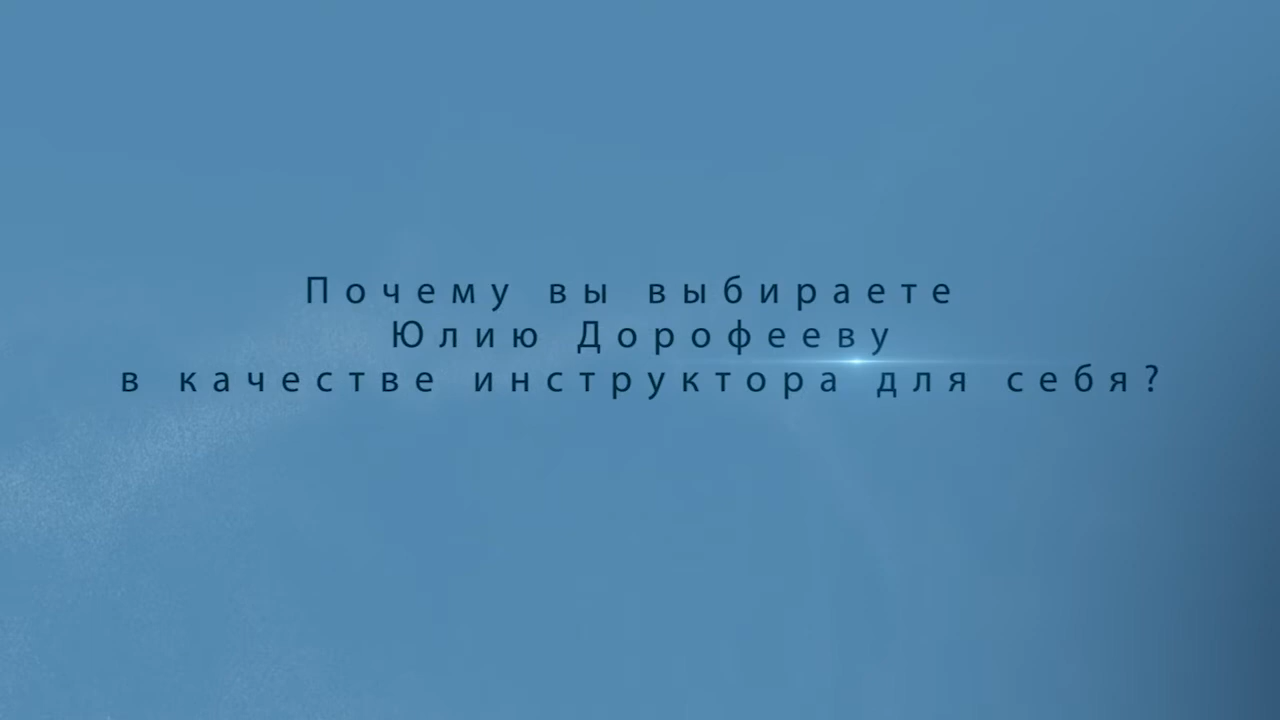 Почему вы выбираете
Юлию Дорофееву
в качестве инструктора для себя?